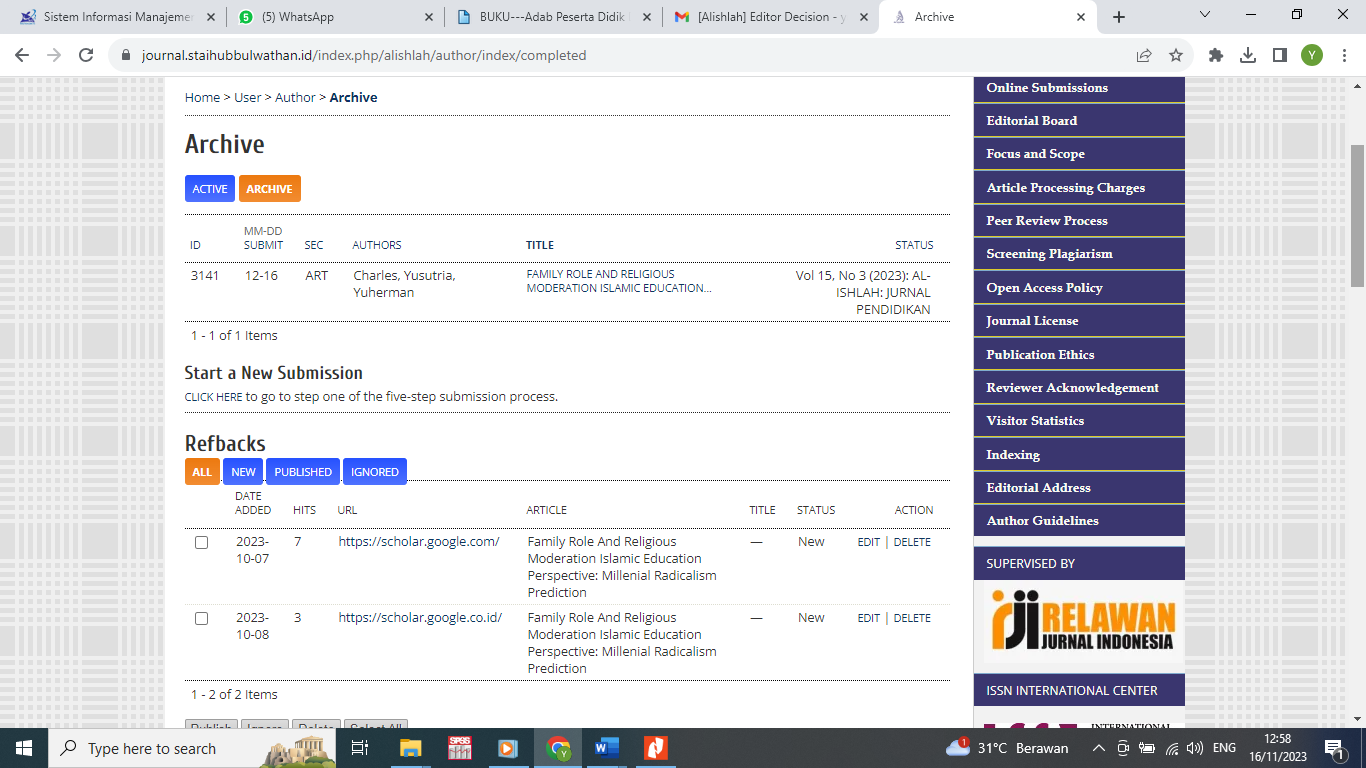 Sistem Informasi Manajemen
(5) WhatsApp
BUKU---Adab Peserta Didik
[Alishlah] Editor Decision - y
Archive
journal.staihubbulwathan.id/index.php/alishlah/author/index/completed
Y
Home > User > Author > Archive
Archive
ACTIVE ARCHIVE
MM-DD
ID SUBMIT SEC AUTHORS TITLE STATUS
3141 12-16 ART Charles, Yusutria, FAMILY ROLE AND RELIGIOUS Vol 15, No 3 (2023): AL-
Yuherman MODERATION ISLAMIC EDUCATION... ISHLAH: JURNAL
PENDIDIKAN
1 - 1 of 1 Items
Start a New Submission
CLICK HERE to go to step one of the five-step submission process.
Refbacks
ALL NEW PUBLISHED IGNORED
DATE
ADDED HITS URL ARTICLE TITLE STATUS ACTION
2023- 7 https://scholar.google.com/ Family Role And Religious — New EDIT | DELETE
10-07 Moderation Islamic Education
Perspective: Millenial Radicalism
Prediction
2023- 3 https://scholar.google.co.id/ Family Role And Religious — New EDIT | DELETE
10-08 Moderation Islamic Education
Perspective: Millenial Radicalism
Prediction
1 - 2 of 2 Items
Publish Ignore Delete Select All
Online Submissions
Editorial Board
Focus and Scope
Article Processing Charges
Peer Review Process
Screening Plagiarism
Open Access Policy
Journal License
Publication Ethics
Reviewer Acknowledgement
Visitor Statistics
Indexing
Editorial Address
Author Guidelines
SUPERVISED BY
rji RELAWAN
JURNAL INDONESIA
ISSN INTERNATIONAL CENTER
INTERNATIONAL
Type here to search
SPSS
31°C Berawan
ENG
12:58
16/11/2023
1